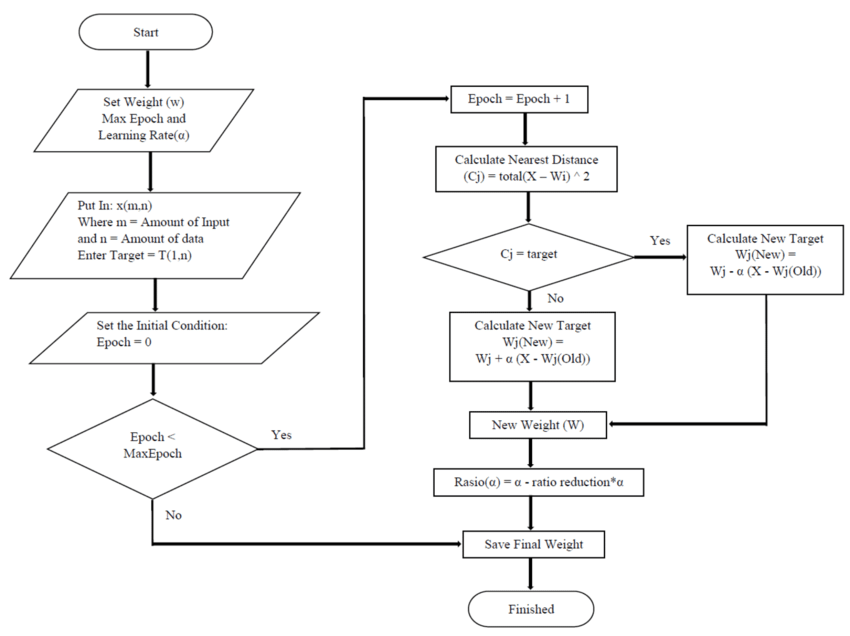 Start
Set Weight (w)
Max Epoch and
Learning Rate(α)
Put In: x(m,n)
Where m = Amount of Input
and n = Amount of data
Enter Target = T(1,n)
Set the Initial Condition:
Epoch = 0
Epoch <
MaxEpoch
Yes
No
Epoch = Epoch + 1
Calculate Nearest Distance
(Cj) = total(X – Wi) ^ 2
Cj = target
Yes
Calculate New Target
Wj(New) =
Wj - α (X - Wj(Old))
No
Calculate New Target
Wj(New) =
Wj + α (X - Wj(Old))
New Weight (W)
Rasio(α) = α - ratio reduction*α
Save Final Weight
Finished